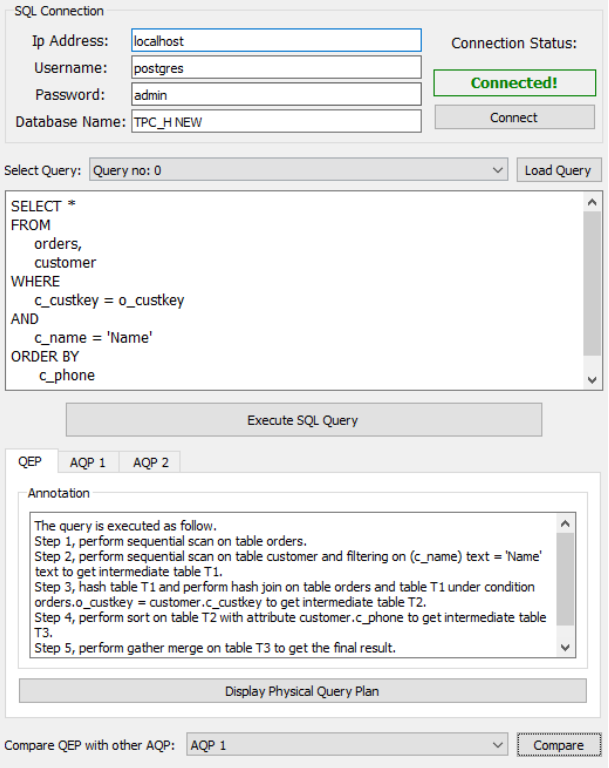 SQL Connection
Ip Address: localhost
Connection Status:
Username: postgres
Connected!
Password: admin
Database Name: TPC_H NEW
Connect
Select Query: Query no: 0 Load Query
SELECT *
FROM
orders,
customer
WHERE
c_custkey = o_custkey
AND
c_name = 'Name'
ORDER BY
c_phone
Execute SQL Query
QEP AQP 1 AQP 2
Annotation
The query is executed as follow.
Step 1, perform sequential scan on table orders.
Step 2, perform sequential scan on table customer and filtering on (c_name) text = 'Name'
text to get intermediate table T1.
Step 3, hash table T1 and perform hash join on table orders and table T1 under condition
orders.o_custkey = customer.c_custkey to get intermediate table T2.
Step 4, perform sort on table T2 with attribute customer.c_phone to get intermediate table
T3.
Step 5, perform gather merge on table T3 to get the final result.
Display Physical Query Plan
Compare QEP with other AQP: AQP 1 Compare